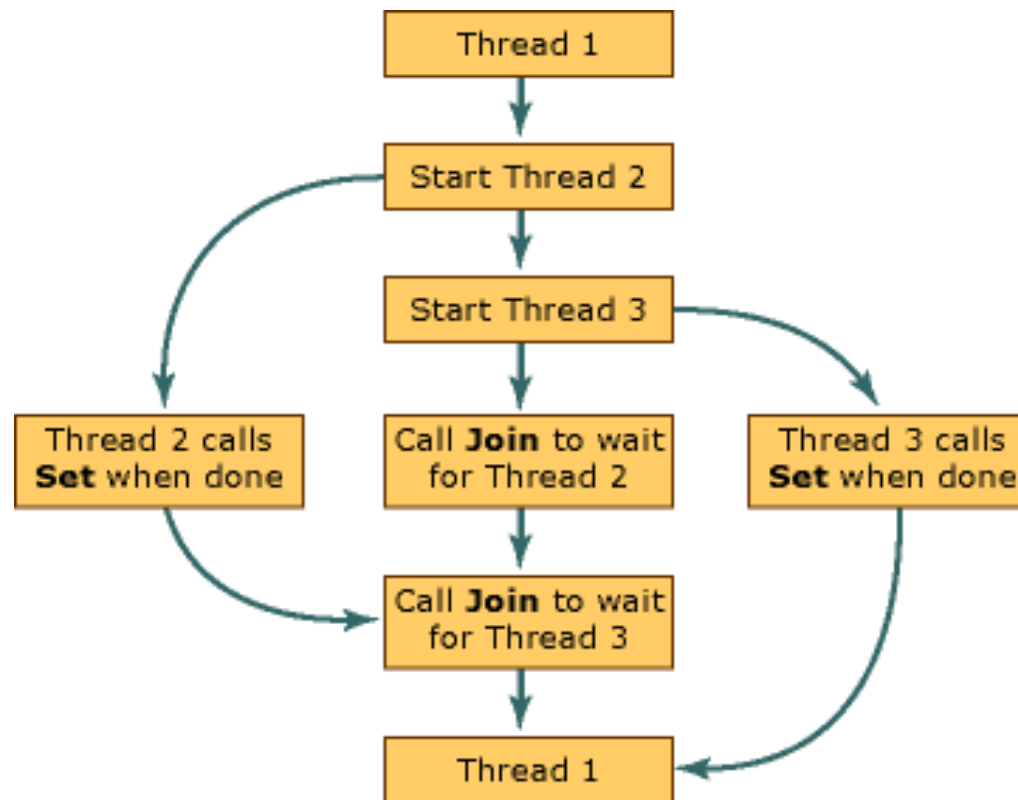 Thread 1
Start Thread 2
Start Thread 3
Thread 2 calls
Set when done
Call Join to wait
for Thread 2
Thread 3 calls
Set when done
Call Join to wait
for Thread 3
Thread 1